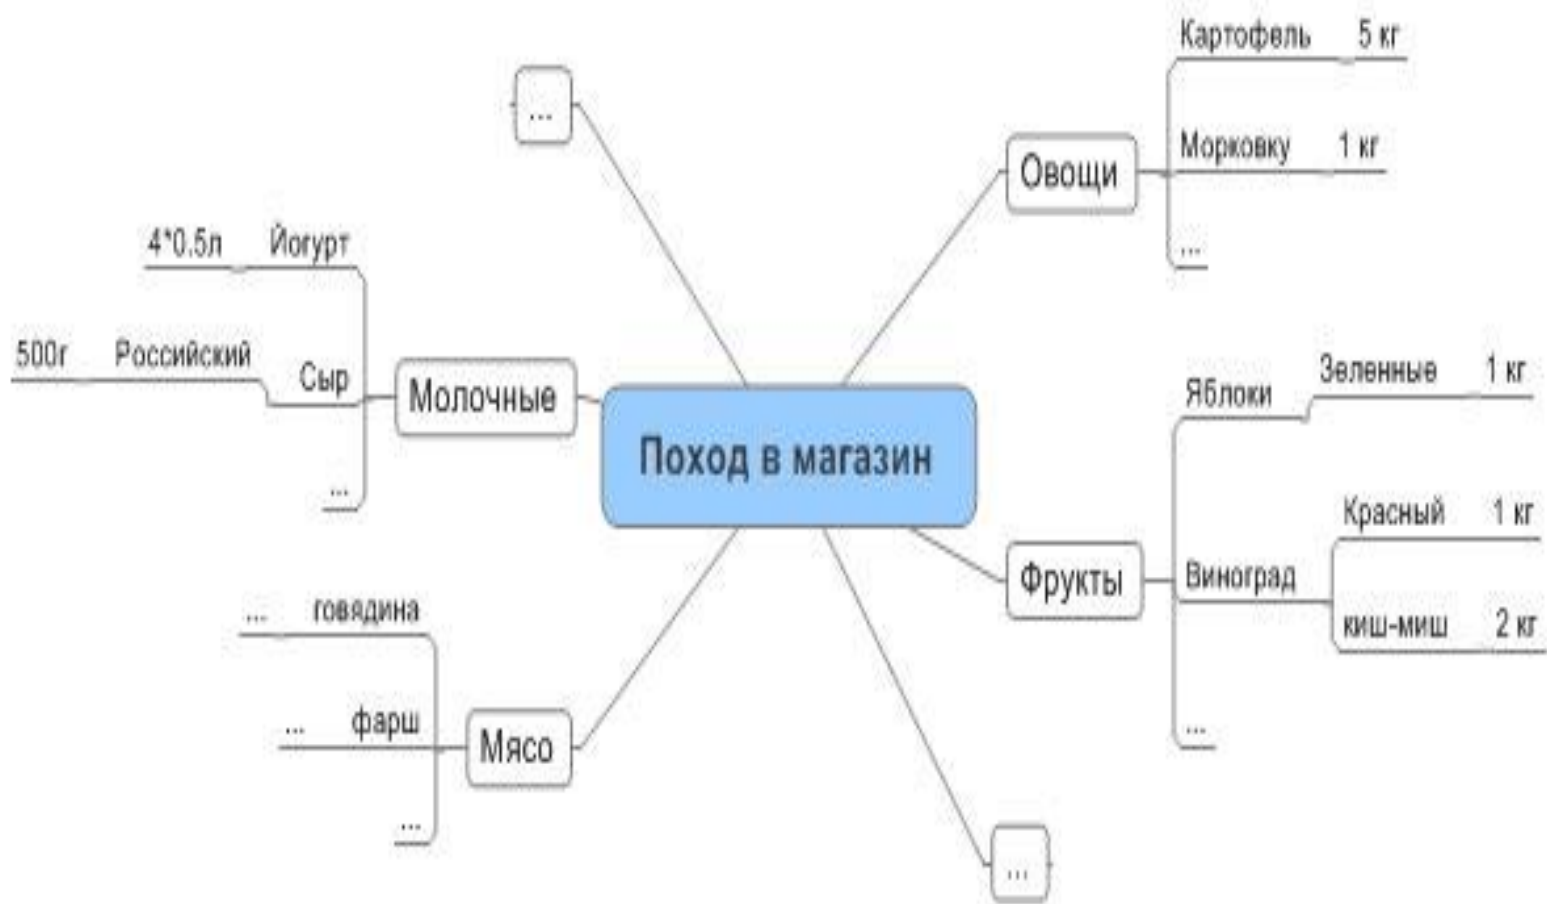 Поход в магазин
...
Овощи
Картофель 5 кг
Морковку 1 кг
...
Фрукты
Яблоки Зеленные 1 кг
Виноград
Красный 1 кг
киш-миш 2 кг
...
...
Мясо
... говядина
... фарш
...
Молочные
4*0.5л Йогурт
500г Российский Сыр
...